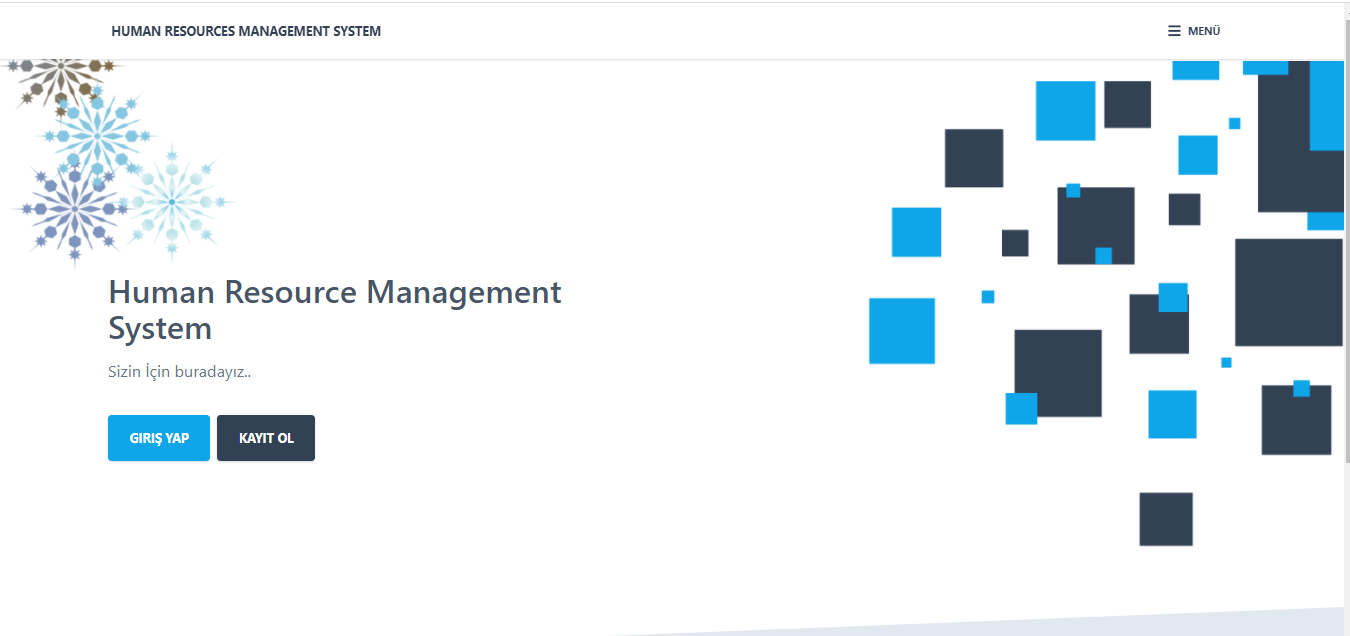 HUMAN RESOURCES MANAGEMENT SYSTEM
MENÜ
Human Resource Management
System
Sizin İçin buradayız..
GIRIŞ YAP
KAYIT OL